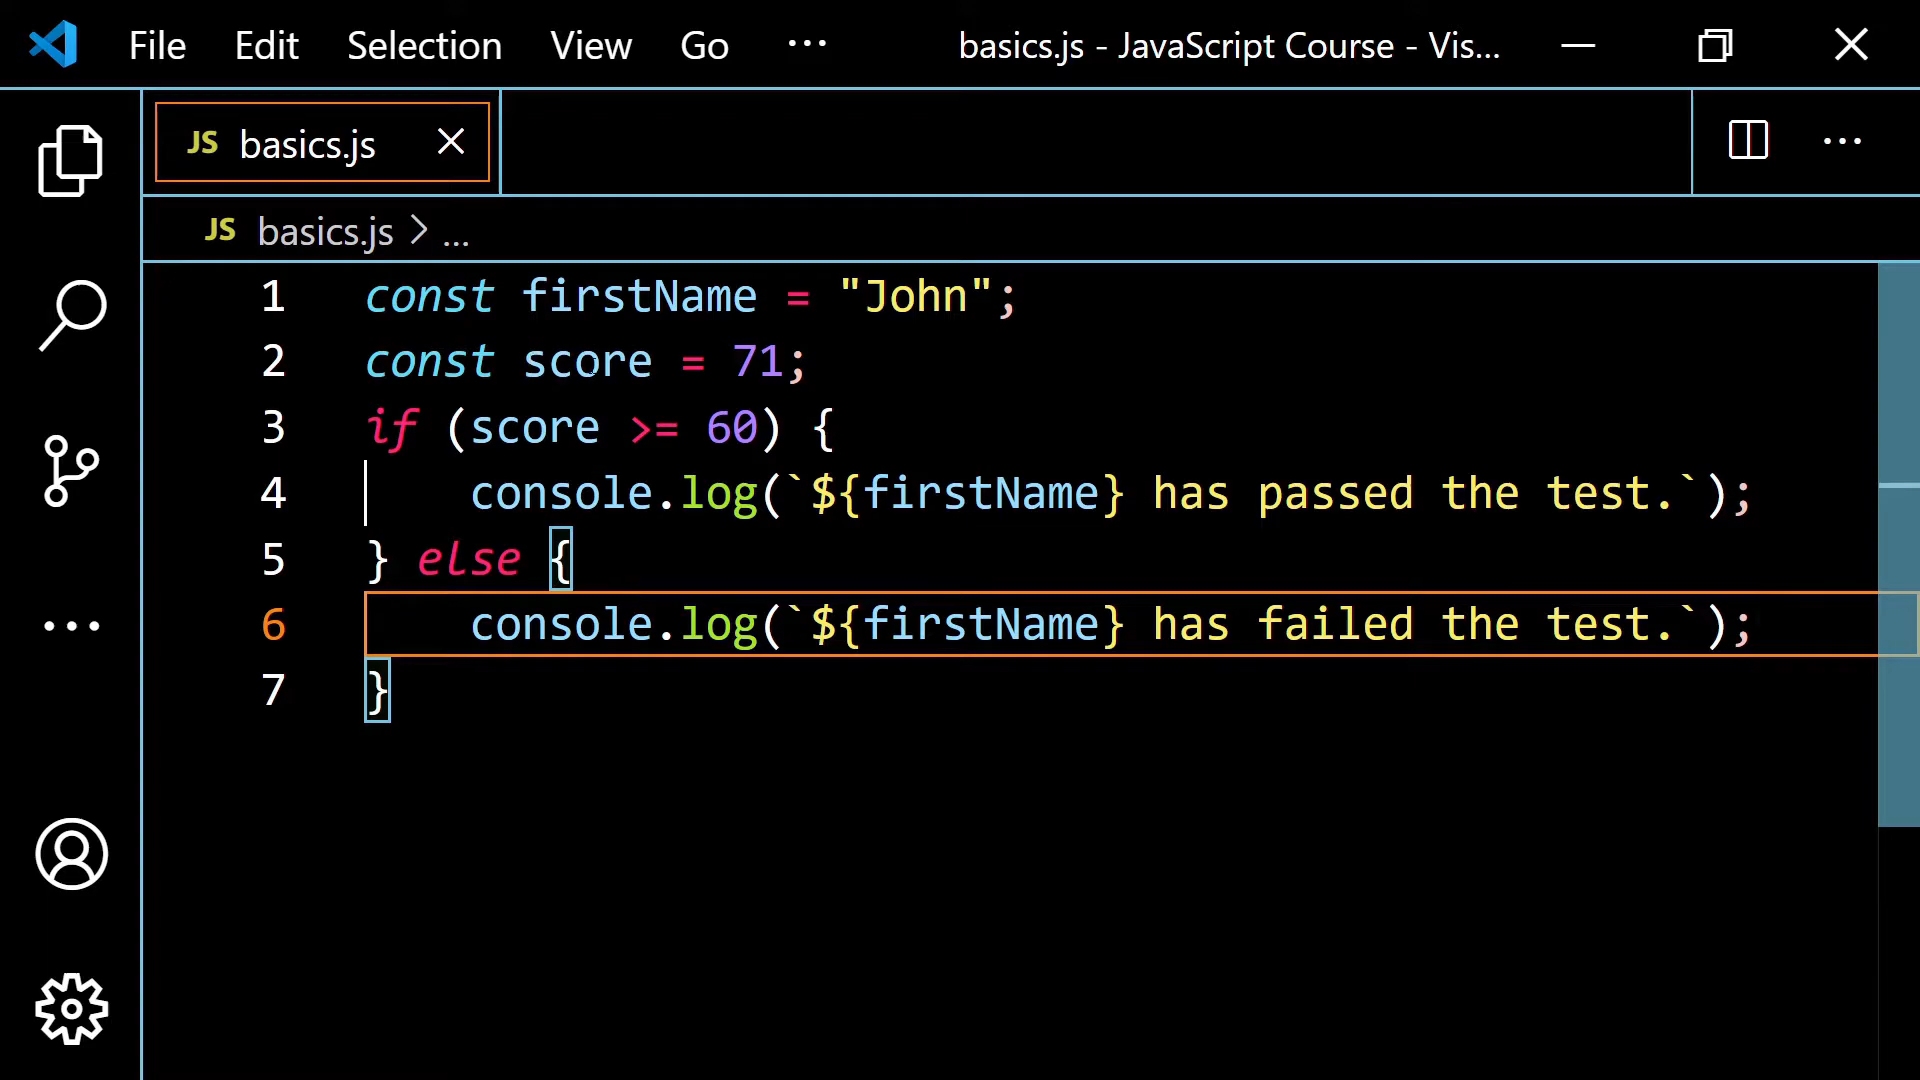 File Edit Selection View Go ··· basics.js - JavaScript Course - Vis...
JS basics.js
JS basics.js > ...
1 const firstName = "John";
2 const score = 71;
3 if (score >= 60) {
4     console.log(`${firstName} has passed the test.`);
5 } else {
6     console.log(`${firstName} has failed the test.`);
7 }